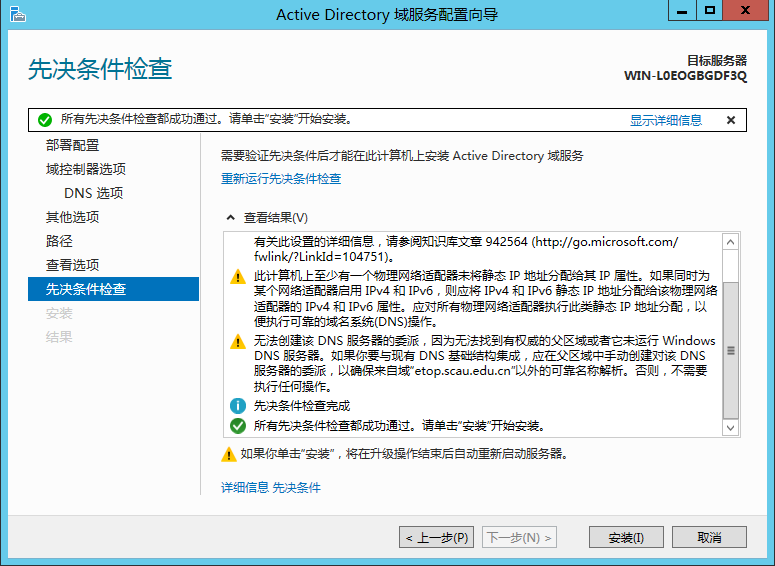 Active Directory 域服务配置向导
先决条件检查
目标服务器
WIN-L0EOGBGDF3Q
所有先决条件检查都成功通过。请单击“安装”开始安装。
显示详细信息
部署配置
域控制器选项
DNS 选项
其他选项
路径
查看选项
先决条件检查
安装
结果
需要验证先决条件后才能在此计算机上安装 Active Directory 域服务
重新运行先决条件检查
查看结果(V)
有关此设置的详细信息，请参阅知识库文章 942564 (http://go.microsoft.com/
fwlink/?LinkId=104751)。
此计算机上至少有一个物理网络适配器未将静态 IP 地址分配给其 IP 属性。如果同时为
某个网络适配器启用 IPv4 和 IPv6，则应将 IPv4 和 IPv6 静态 IP 地址分配给该物理网络
适配器的 IPv4 和 IPv6 属性。应对所有物理网络适配器执行此类静态 IP 地址分配，以
便执行可靠的域名系统(DNS)操作。
无法创建该 DNS 服务器的委派，因为无法找到有权威的父区域或者它未运行 Windows
DNS 服务器。如果你要与现有 DNS 基础结构集成，应在父区域中手动创建对该 DNS
服务器的委派，以确保来自域“etop.scau.edu.cn”以外的可靠名称解析。否则，不需要
执行任何操作。
先决条件检查完成
所有先决条件检查都成功通过。请单击“安装”开始安装。
如果你单击“安装”，将在升级操作结束后自动重新启动服务器。
详细信息 先决条件
< 上一步(P)
下一步(N) >
安装(I)
取消